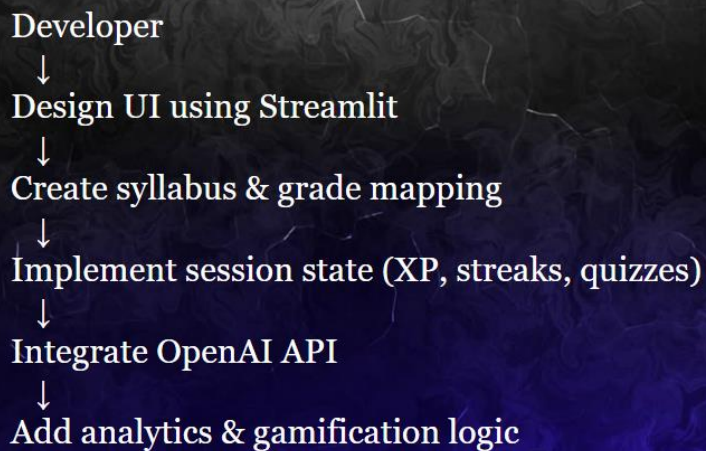 Developer
↓
Design UI using Streamlit
↓
Create syllabus & grade mapping
↓
Implement session state (XP, streaks, quizzes)
↓
Integrate OpenAI API
↓
Add analytics & gamification logic